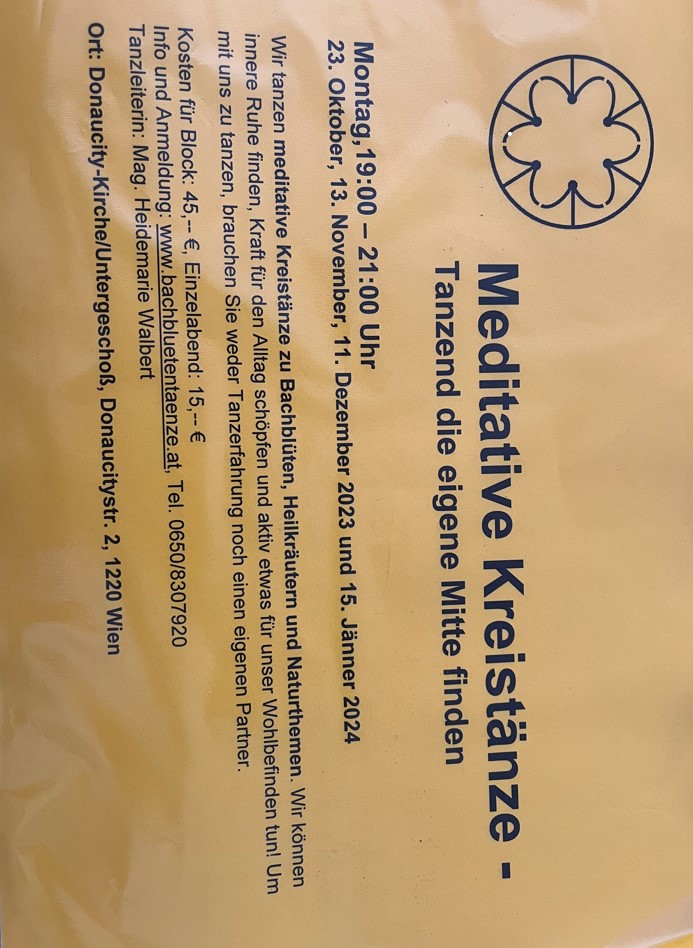 Meditative Kreistänze -
Tanzend die eigene Mitte finden
Montag,19:00 – 21:00 Uhr
23. Oktober, 13. November, 11. Dezember 2023 und 15. Jänner 2024
Wir tanzen meditative Kreistänze zu Bachblüten, Heilkräutern und Naturthemen. Wir können
innere Ruhe finden, Kraft für den Alltag schöpfen und aktiv etwas für unser Wohlbefinden tun! Um
mit uns zu tanzen, brauchen Sie weder Tanzerfahrung noch einen eigenen Partner.
Kosten für Block: 45,-- €, Einzelabend: 15,-- €
Info und Anmeldung: www.bachbluetentaenze.at, Tel. 0650/8307920
Tanzleiterin: Mag. Heidemarie Walbert
Ort: Donaucity-Kirche/Untergeschoß, Donaucitystr. 2, 1220 Wien